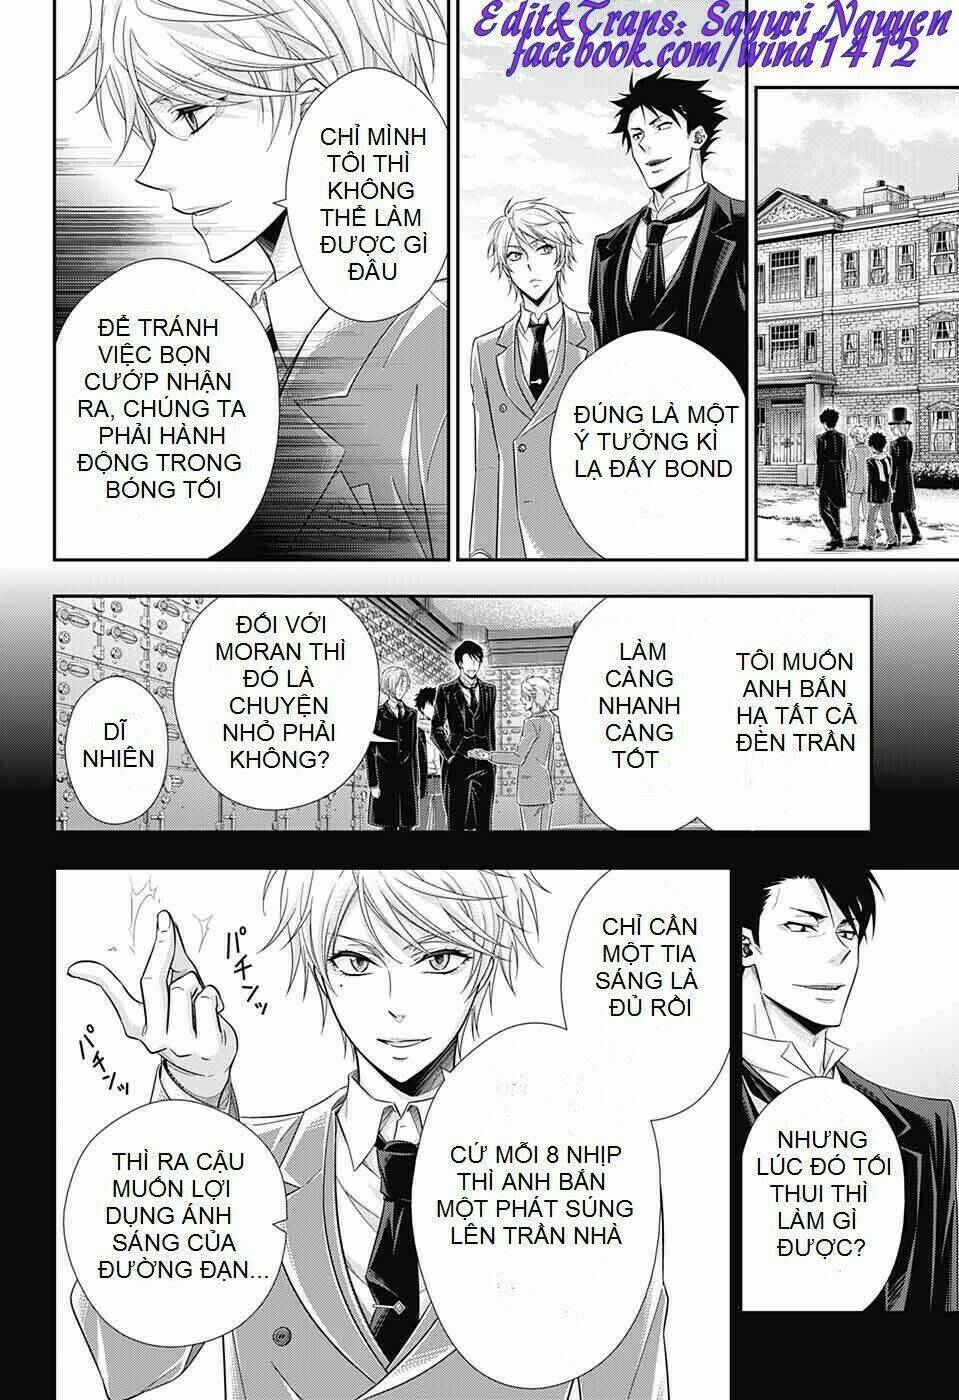 Edit&Trans: Sayuri Nguyen
facebook.com/wind1412
ĐÚNG LÀ MỘT
Ý TƯỞNG KÌ
LẠ ĐẤY BOND
CHỈ MÌNH
TÔI THÌ
KHÔNG
THỂ LÀM
ĐƯỢC GÌ
ĐÂU
ĐỂ TRÁNH
VIỆC BỌN
CƯỚP NHẬN
RA, CHÚNG TA
PHẢI HÀNH
ĐỘNG TRONG
BÓNG TỐI
TÔI MUỐN
ANH BẮN
HẠ TẤT CẢ
ĐÈN TRẦN
LÀM
CÀNG
NHANH
CÀNG
TỐT
ĐỐI VỚI
MORAN THÌ
ĐÓ LÀ
CHUYỆN
NHỎ PHẢI
KHÔNG?
DĨ
NHIÊN
NHƯNG
LÚC ĐÓ TỐI
THUI THÌ
LÀM GÌ
ĐƯỢC?
CHỈ CẦN
MỘT TIA
SÁNG LÀ
ĐỦ RỒI
CỨ MỖI 8 NHỊP
THÌ ANH BẮN
MỘT PHÁT SÚNG
LÊN TRẦN NHÀ
パチン
パチンッ
THÌ RA CẬU
MUỐN LỢI
DỤNG ÁNH
SÁNG CỦA
ĐƯỜNG ĐẠN...